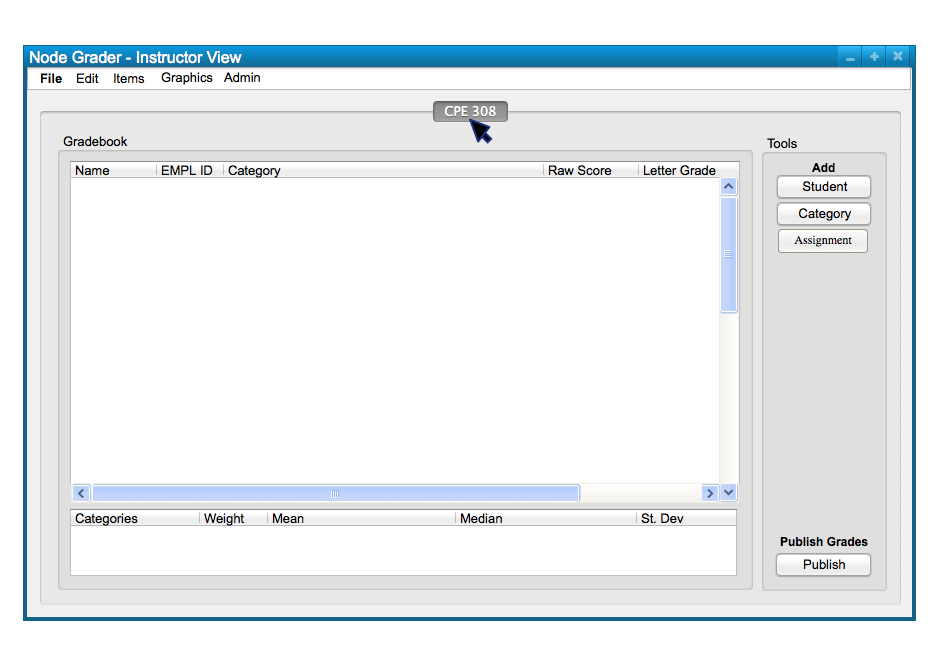 Node Grader - Instructor View
File Edit Items Graphics Admin
CPE 308
Gradebook
Tools
Name EMPL ID Category Raw Score Letter Grade
Add
Student
Category
Assignment
Categories Weight Mean Median St. Dev
Publish Grades
Publish